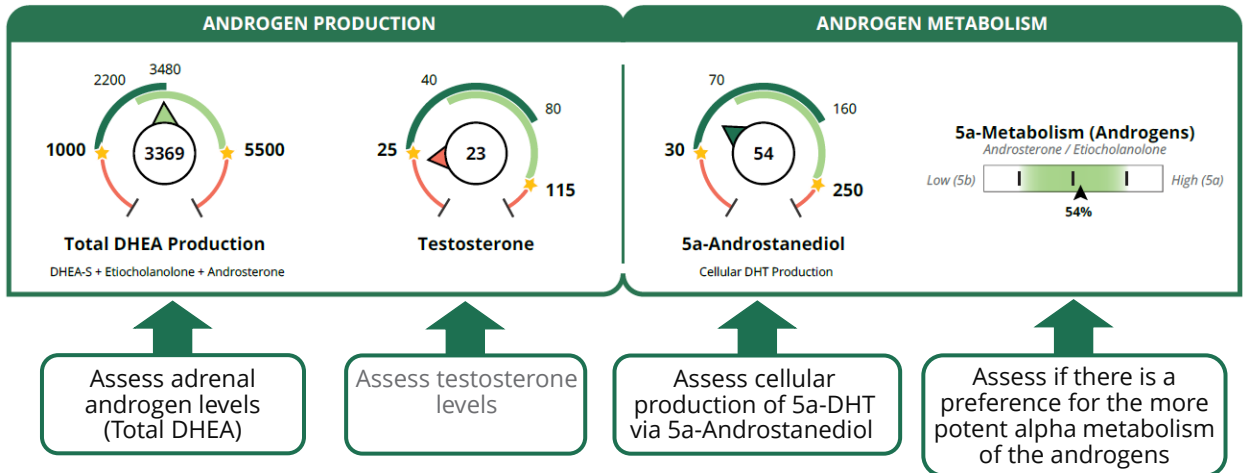 ANDROGEN PRODUCTION
ANDROGEN METABOLISM
2200
3480
1000
5500
3369
Total DHEA Production
DHEA-S + Etiocholanolone + Androsterone
40
80
25
115
23
Testosterone
70
160
30
250
54
5a-Androstanediol
Cellular DHT Production
5a-Metabolism (Androgens)
Androsterone / Etiocholanolone
Low (5b)
High (5a)
54%
Assess adrenal
androgen levels
(Total DHEA)
Assess testosterone
levels
Assess cellular
production of 5a-DHT
via 5a-Androstanediol
Assess if there is a
preference for the more
potent alpha metabolism
of the androgens